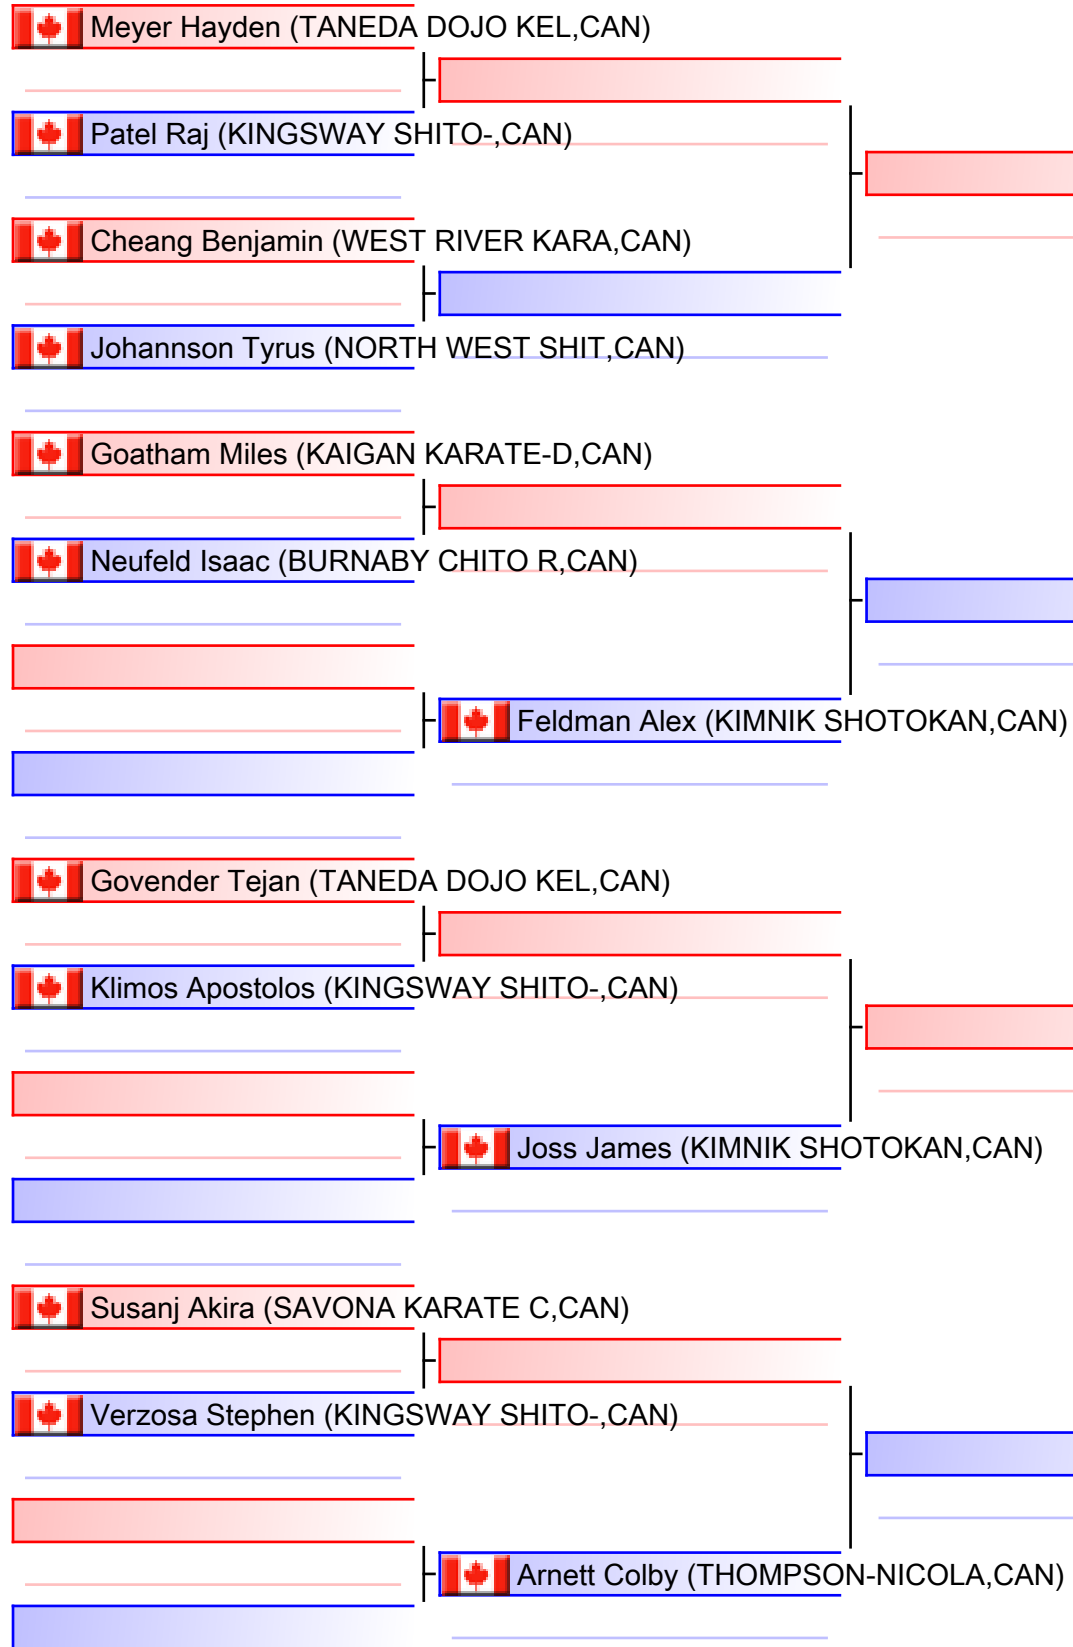 Meyer Hayden (TANEDA DOJO KEL,CAN)
Patel Raj (KINGSWAY SHITO-,CAN)
Cheang Benjamin (WEST RIVER KARA,CAN)
Johannson Tyrus (NORTH WEST SHIT,CAN)
Goatham Miles (KAIGAN KARATE-D,CAN)
Neufeld Isaac (BURNABY CHITO R,CAN)
Feldman Alex (KIMNIK SHOTOKAN,CAN)
Govender Tejan (TANEDA DOJO KEL,CAN)
Klimos Apostolos (KINGSWAY SHITO-,CAN)
Joss James (KIMNIK SHOTOKAN,CAN)
Susanj Akira (SAVONA KARATE C,CAN)
Verzosa Stephen (KINGSWAY SHITO-,CAN)
Arnett Colby (THOMPSON-NICOLA,CAN)